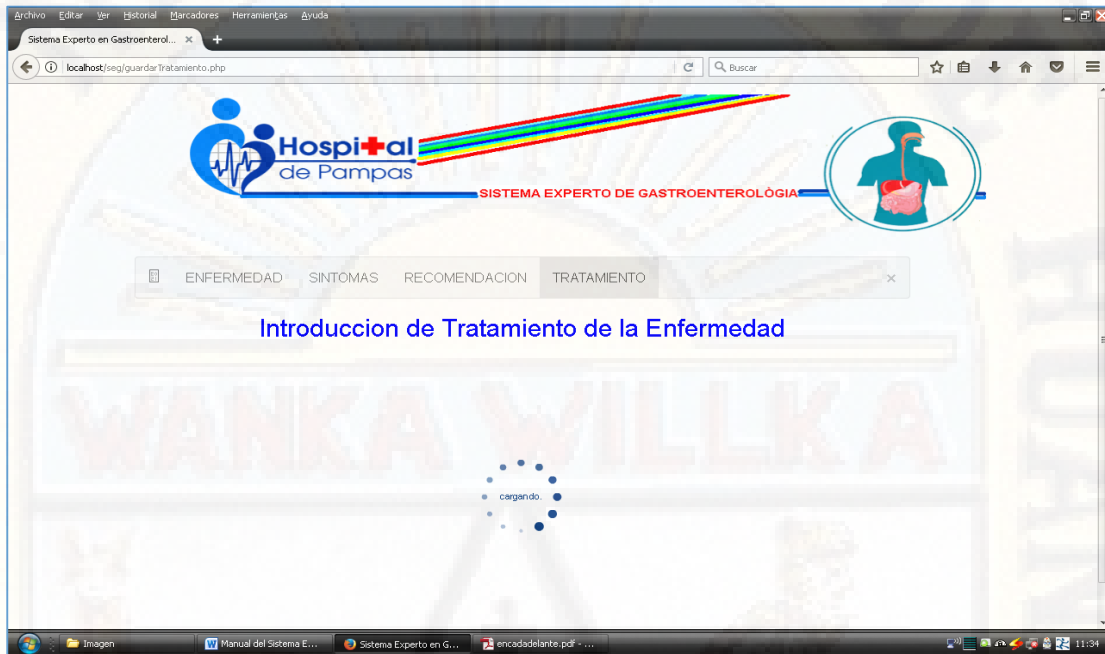 Archivo Editar Ver Historial Marcadores Herramientas Ayuda
Sistema Experto en Gastroenterol...
localhost/seg/guardarTratamiento.php
Buscar
Hospital
de Pampas
SISTEMA EXPERTO DE GASTROENTEROLÒGIA
ENFERMEDAD SINTOMAS RECOMENDACION TRATAMIENTO
Introduccion de Tratamiento de la Enfermedad
WANKA WILLKA
cargando.
Imagen
Manual del Sistema E...
Sistema Experto en G...
encadadelante.pdf - ...
11:34